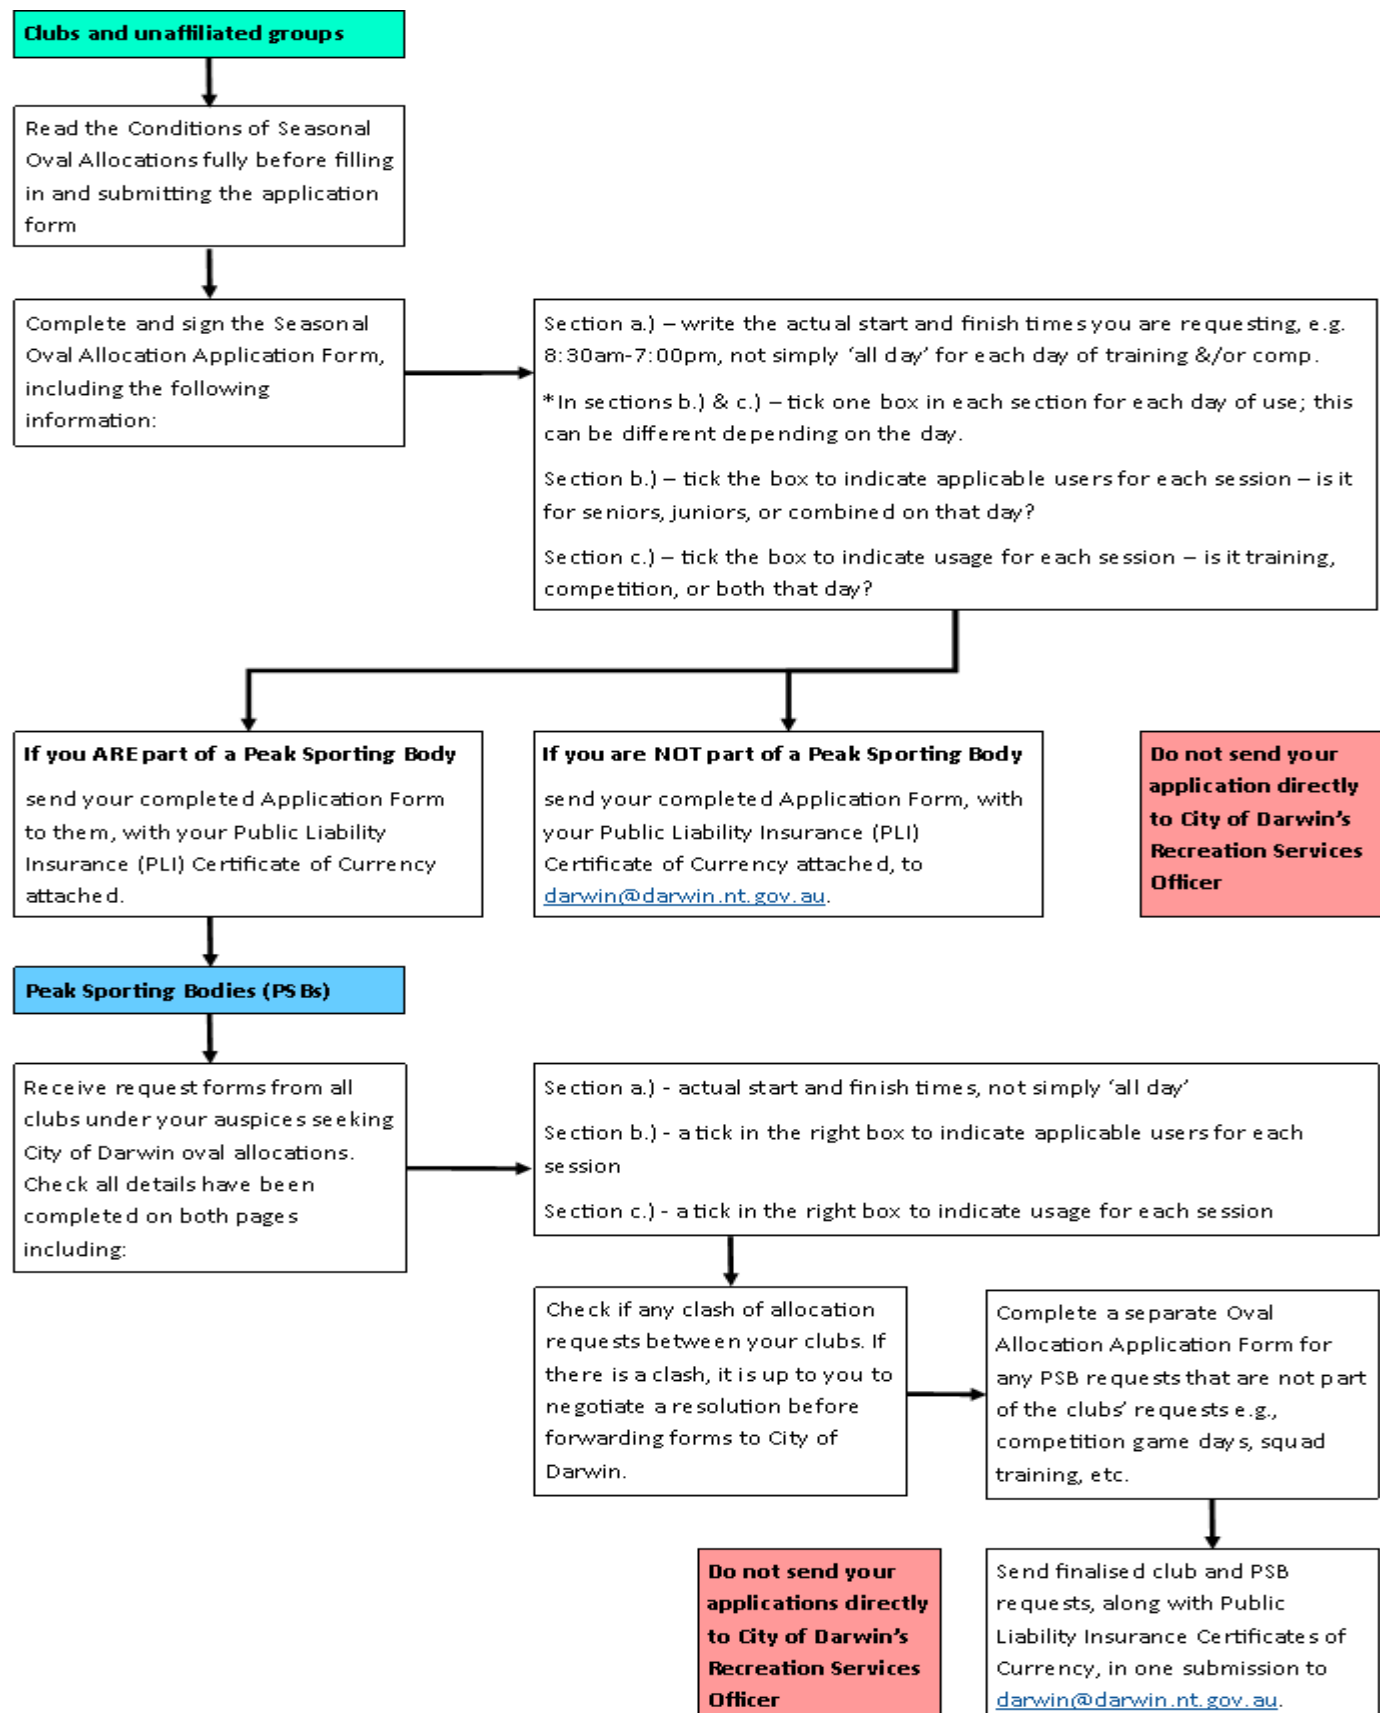 Clubs and unaffiliated groups
Read the Conditions of Seasonal
Oval Allocations fully before filling
in and submitting the application
form
Complete and sign the Seasonal
Oval Allocation Application Form,
including the following
information:
Section a.) – write the actual start and finish times you are requesting, e.g.
8:30am-7:00pm, not simply ‘all day’ for each day of training &/or comp.
*In sections b.) & c.) – tick one box in each section for each day of use; this
can be different depending on the day.
Section b.) – tick the box to indicate applicable users for each session – is it
for seniors, juniors, or combined on that day?
Section c.) – tick the box to indicate usage for each session – is it training,
competition, or both that day?
If you ARE part of a Peak Sporting Body
send your completed Application Form
to them, with your Public Liability
Insurance (PLI) Certificate of Currency
attached.
If you are NOT part of a Peak Sporting Body
send your completed Application Form, with
your Public Liability Insurance (PLI)
Certificate of Currency attached, to
darwin@darwin.nt.gov.au.
Do not send your
application directly
to City of Darwin’s
Recreation Services
Officer
Peak Sporting Bodies (PSBs)
Receive request forms from all
clubs under your auspices seeking
City of Darwin oval allocations.
Check all details have been
completed on both pages
including:
Section a.) - actual start and finish times, not simply ‘all day’
Section b.) - a tick in the right box to indicate applicable users for each
session
Section c.) - a tick in the right box to indicate usage for each session
Check if any clash of allocation
requests between your clubs. If
there is a clash, it is up to you to
negotiate a resolution before
forwarding forms to City of
Darwin.
Complete a separate Oval
Allocation Application Form for
any PSB requests that are not part
of the clubs’ requests e.g.,
competition game days, squad
training, etc.
Do not send your
applications directly
to City of Darwin’s
Recreation Services
Officer
Send finalised club and PSB
requests, along with Public
Liability Insurance Certificates of
Currency, in one submission to
darwin@darwin.nt.gov.au.